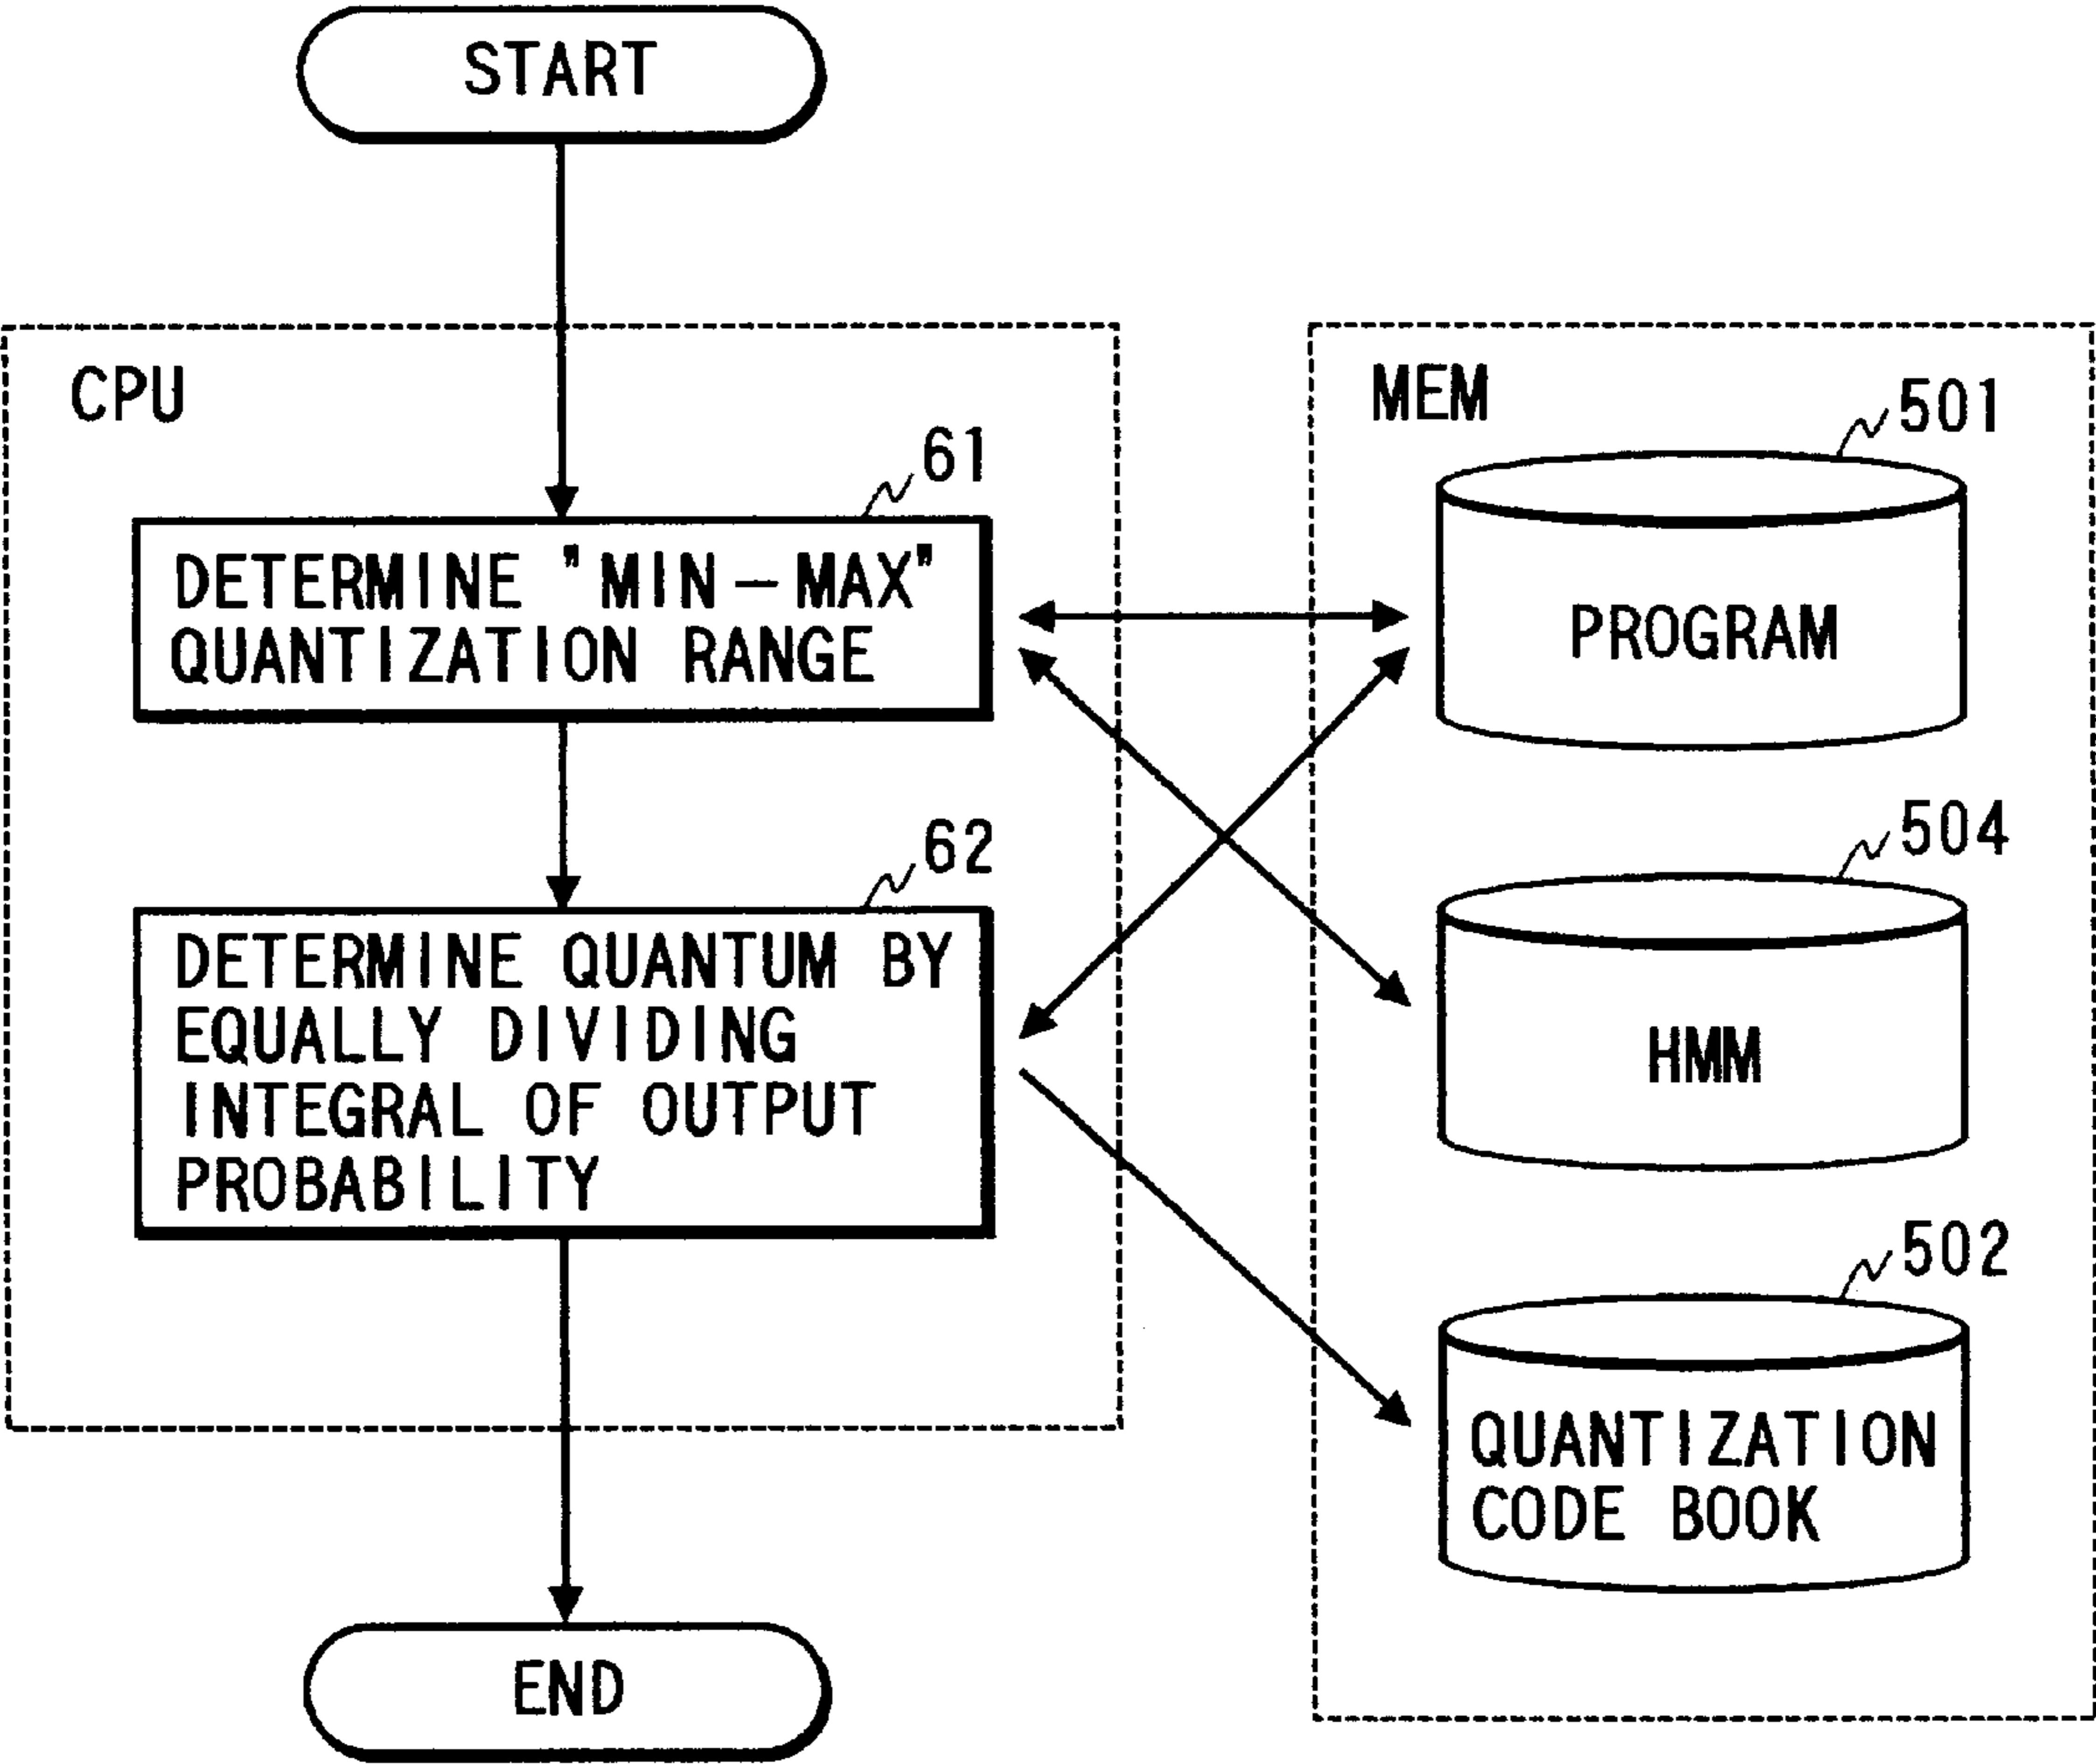 START
CPU
61
DETERMINE "MIN-MAX"
QUANTIZATION RANGE
62
DETERMINE QUANTUM BY
EQUALLY DIVIDING
INTEGRAL OF OUTPUT
PROBABILITY
END
MEM
501
PROGRAM
504
HMM
502
QUANTIZATION
CODE BOOK